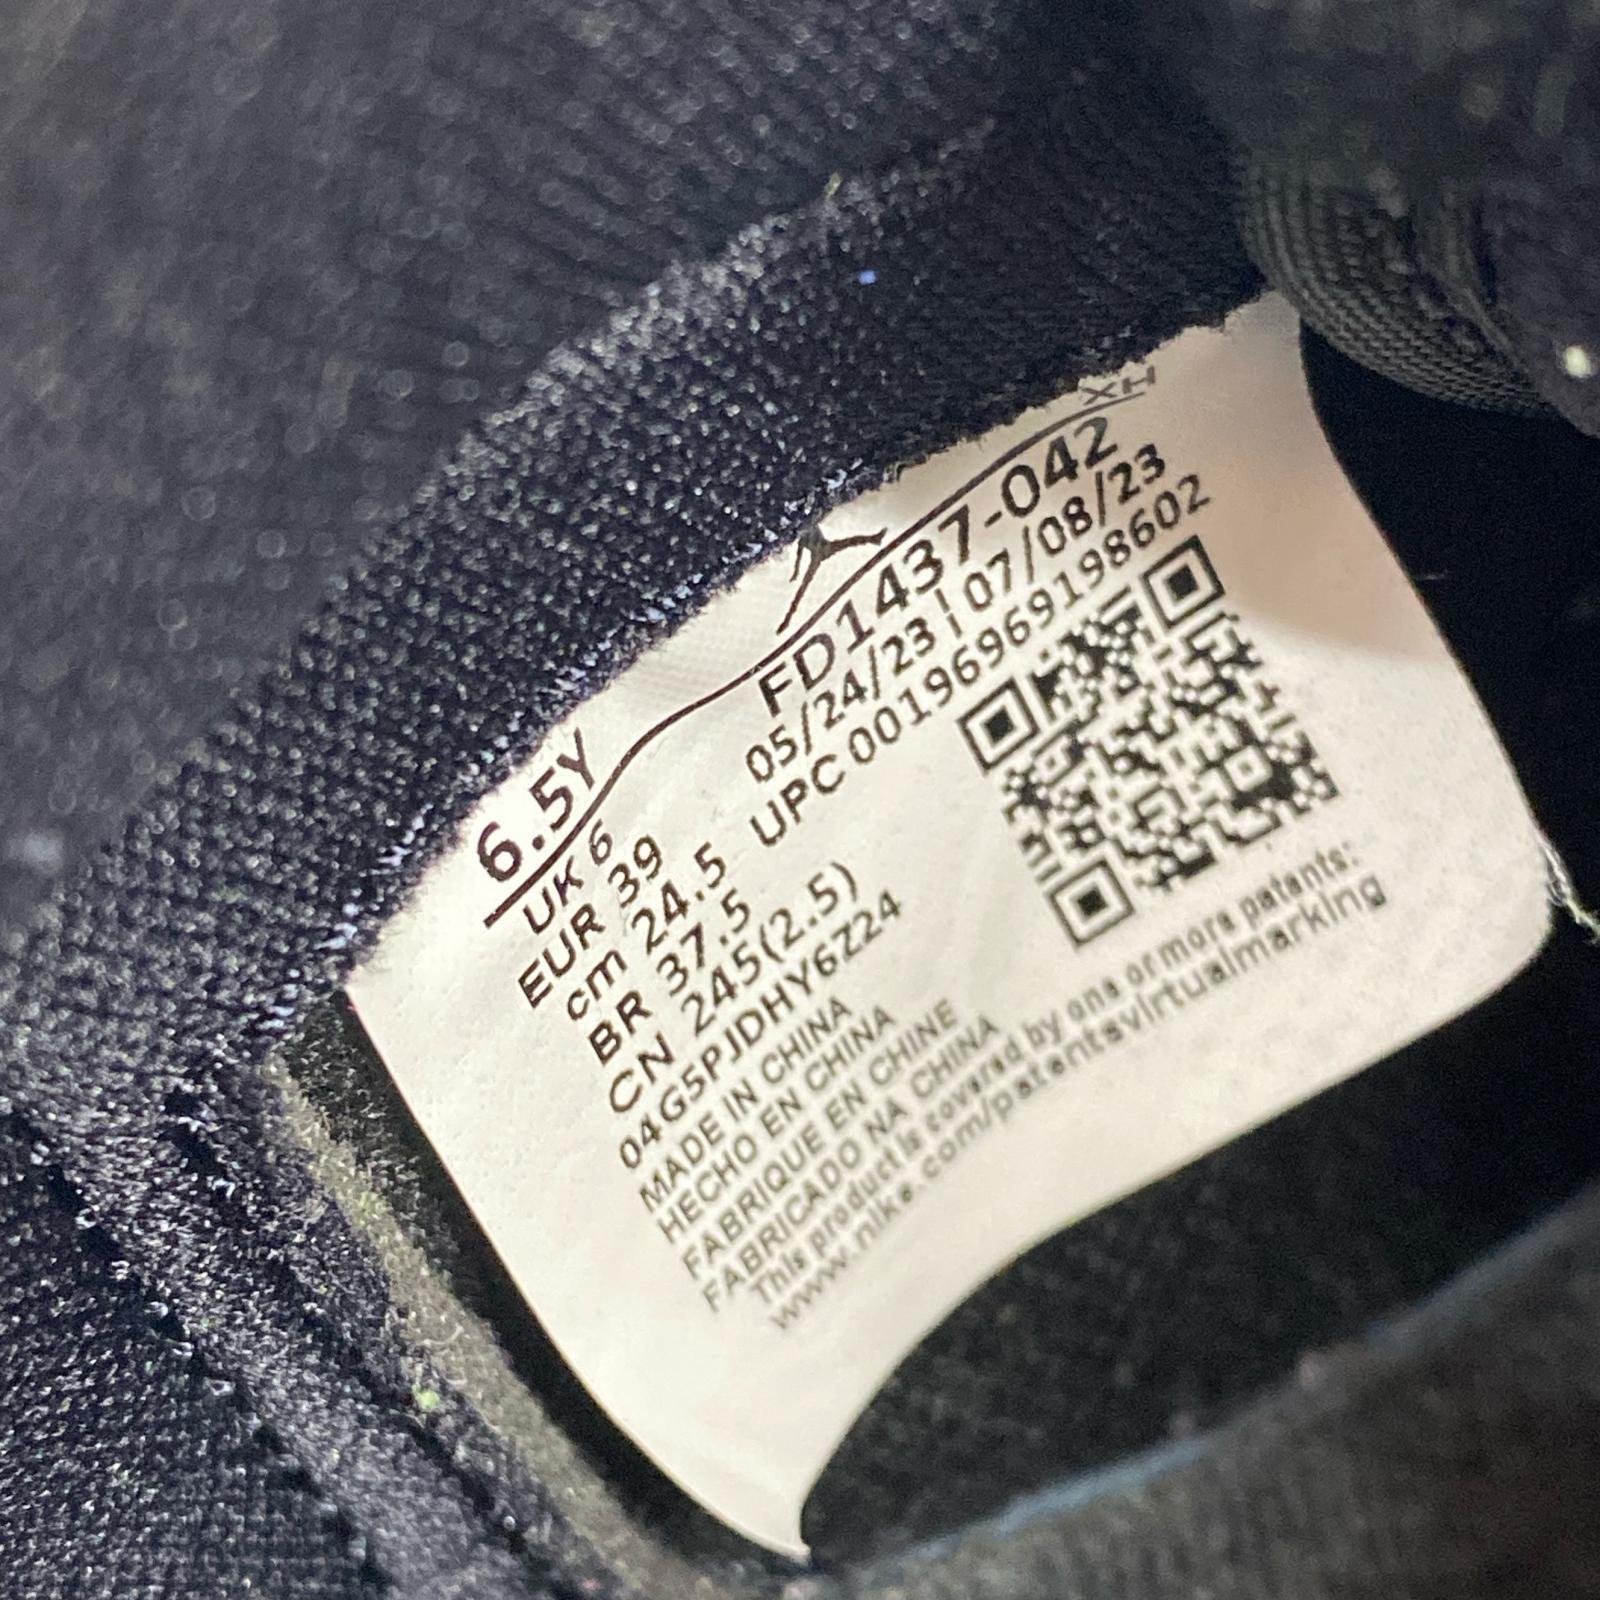 XH
6.5Y
FD1437-042
UK 6
05/24/23 | 07/08/23
EUR 39
UPC 00196969198602
cm 24.5
BR 37.5
CN 245(2.5)
04G5PJDHY6Z24
MADE IN CHINA
HECHO EN CHINA
FABRIQUE EN CHINE
FABRICADO NA CHINA
This product is covered by one or more patents:
www.nike.com/patentsvirtualmarking